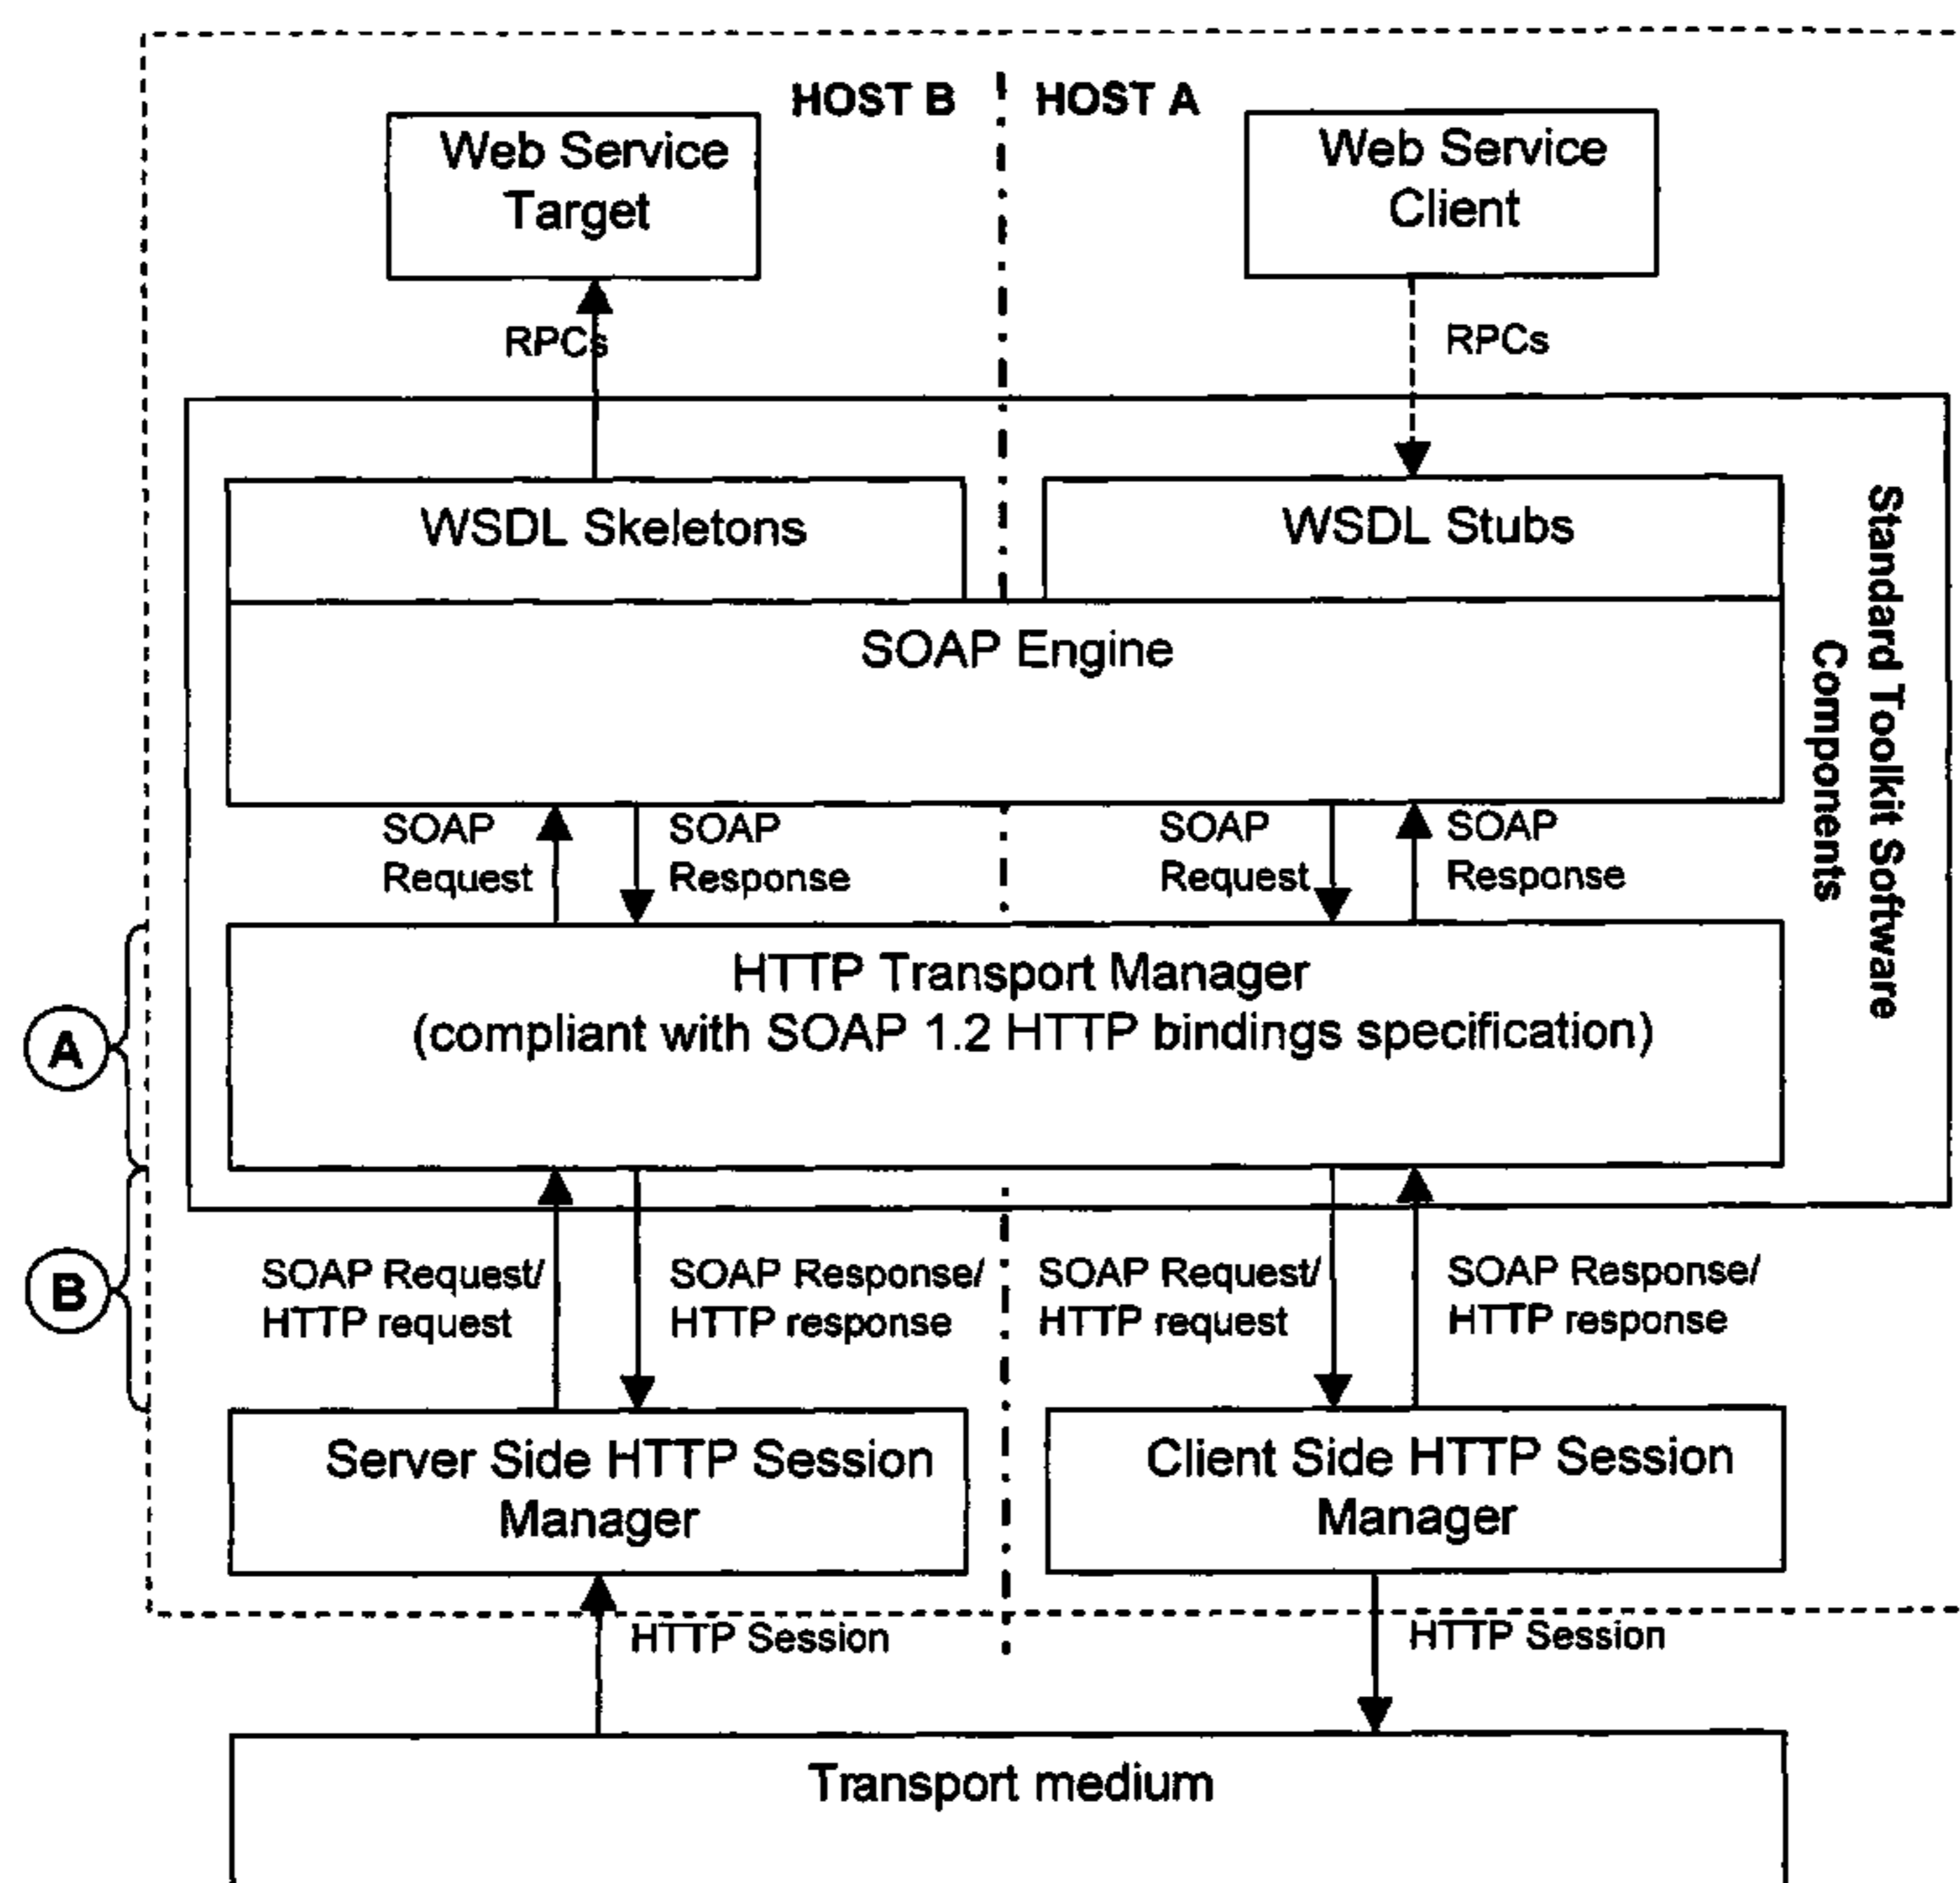 HOST B
HOST A
Web Service
Target
Web Service
Client
RPCs
RPCs
WSDL Skeletons
WSDL Stubs
Standard Toolkit Software
Components
SOAP Engine
SOAP
Request
SOAP
Response
SOAP
Request
SOAP
Response
HTTP Transport Manager
(compliant with SOAP 1.2 HTTP bindings specification)
A
B
SOAP Request/
HTTP request
SOAP Response/
HTTP response
SOAP Request/
HTTP request
SOAP Response/
HTTP response
Server Side HTTP Session
Manager
Client Side HTTP Session
Manager
HTTP Session
HTTP Session
Transport medium